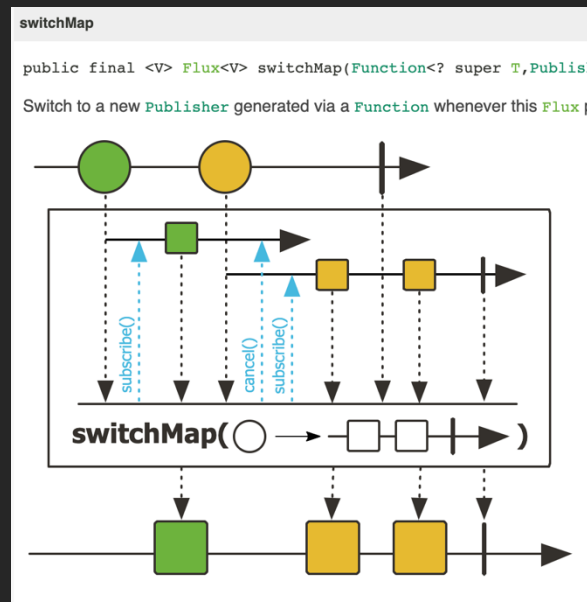 switchMap
public final <V> Flux<V> switchMap(Function<? super T,Publis
Switch to a new Publisher generated via a Function whenever this Flux
subscribe()
cancel()
subscribe()
switchMap( )